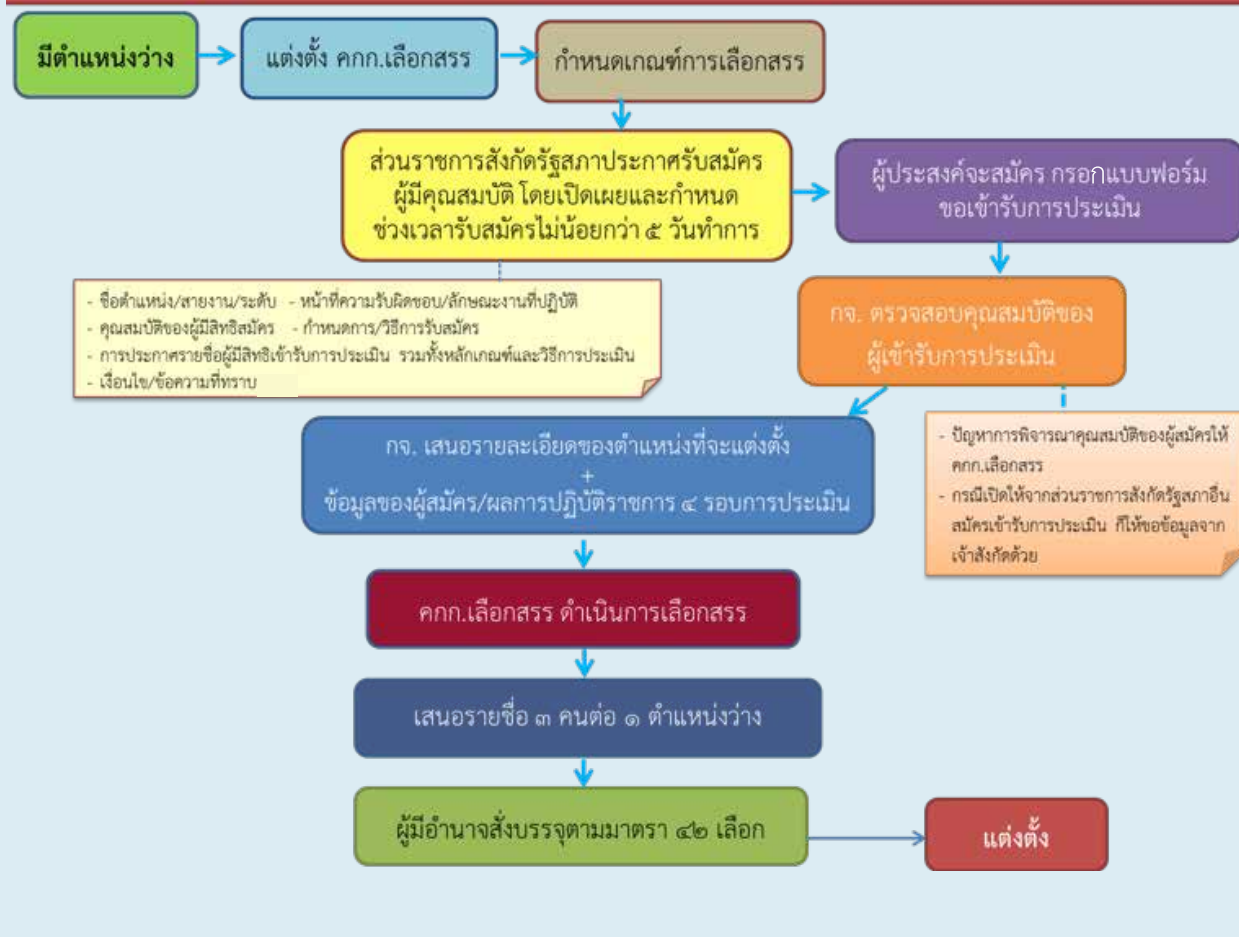 มีตำแหน่งว่าง
แต่งตั้ง คกก.เลือกสรร
กำหนดเกณฑ์การเลือกสรร
ส่วนราชการสังกัดรัฐสภาประกาศรับสมัคร
ผู้มีคุณสมบัติ โดยเปิดเผยและกำหนด
ช่วงเวลารับสมัครไม่น้อยกว่า ๕ วันทำการ
ผู้ประสงค์จะสมัคร กรอกแบบฟอร์ม
ขอเข้ารับการประเมิน
- ชื่อตำแหน่ง/สายงาน/ระดับ - หน้าที่ความรับผิดชอบ/ลักษณะงานที่ปฏิบัติ
- คุณสมบัติของผู้มีสิทธิสมัคร - กำหนดการ/วิธีการรับสมัคร
- การประกาศรายชื่อผู้มีสิทธิเข้ารับการประเมิน รวมทั้งหลักเกณฑ์และวิธีการประเมิน
- เงื่อนไข/ข้อความที่ทราบ
กจ. ตรวจสอบคุณสมบัติของ
ผู้เข้ารับการประเมิน
- ปัญหาการพิจารณาคุณสมบัติของผู้สมัครให้
คกก.เลือกสรร
- กรณีเปิดให้จากส่วนราชการสังกัดรัฐสภาอื่น
สมัครเข้ารับการประเมิน ก็ให้ขอข้อมูลจาก
เจ้าสังกัดด้วย
กจ. เสนอรายละเอียดของตำแหน่งที่จะแต่งตั้ง
+
ข้อมูลของผู้สมัคร/ผลการปฏิบัติราชการ ๔ รอบการประเมิน
คกก.เลือกสรร ดำเนินการเลือกสรร
เสนอรายชื่อ ๓ คนต่อ ๑ ตำแหน่งว่าง
ผู้มีอำนาจสั่งบรรจุตามมาตรา ๔๒ เลือก
แต่งตั้ง